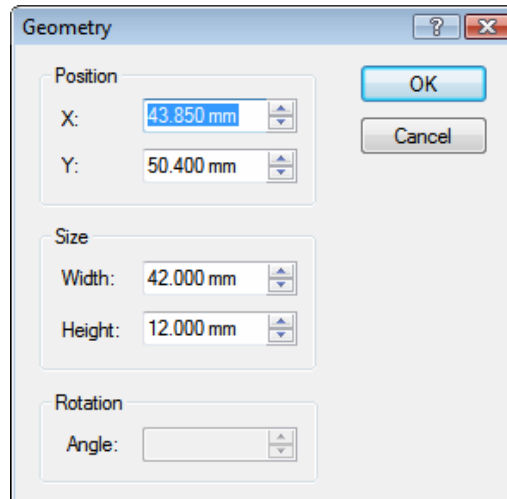 Geometry
Position
X: 43.850 mm
Y: 50.400 mm
Size
Width: 42.000 mm
Height: 12.000 mm
Rotation
Angle:
OK
Cancel